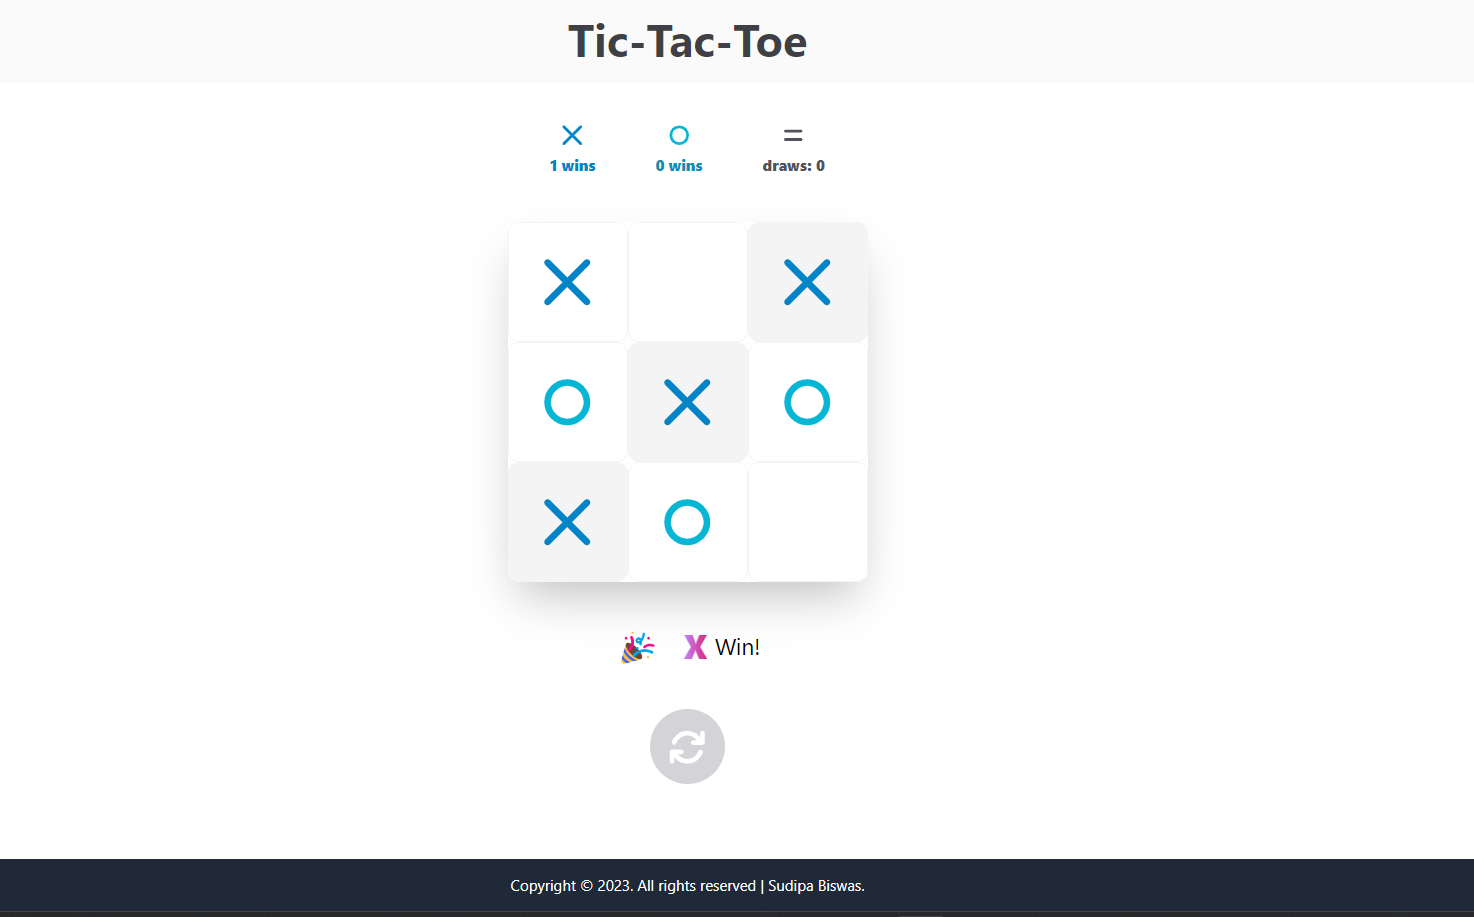 Tic-Tac-Toe
1 wins 0 wins draws: 0
X Win!
Copyright © 2023. All rights reserved | Sudipa Biswas.